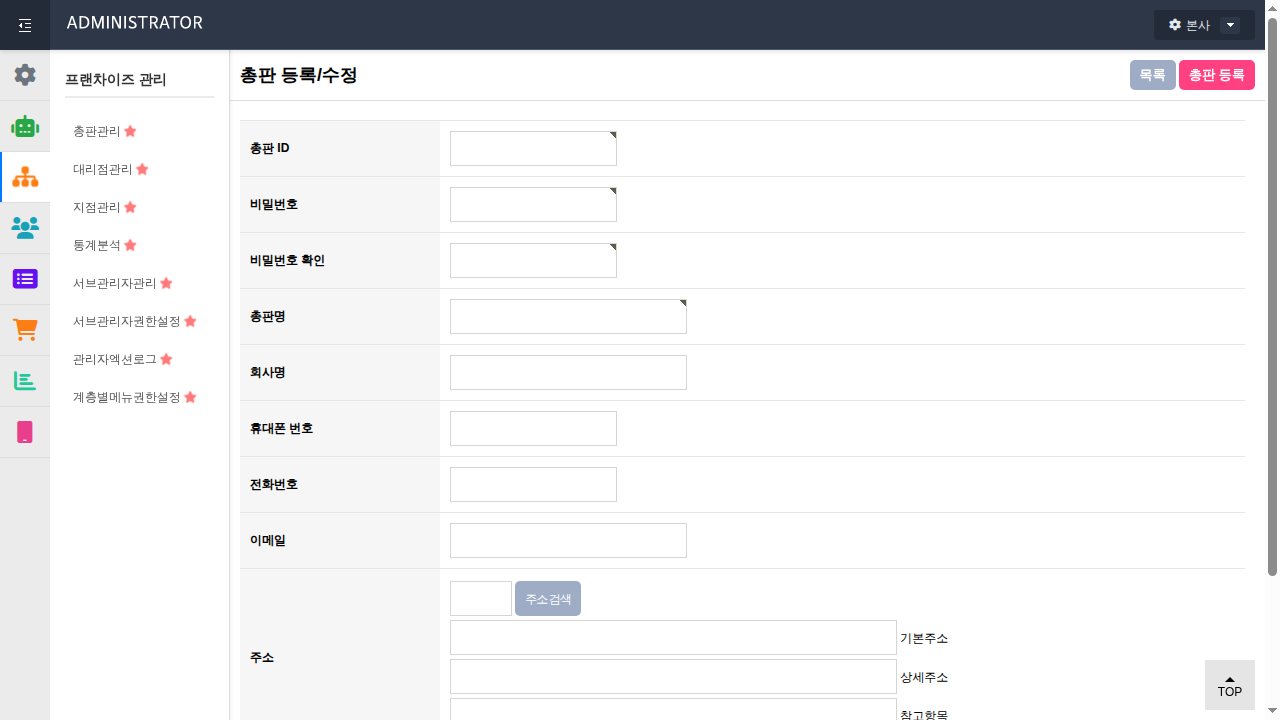 ADMINISTRATOR
본사
프랜차이즈 관리
총판관리
대리점관리
지점관리
통계분석
서브관리자관리
서브관리자권한설정
관리자엑션로그
계층별메뉴권한설정
총판 등록/수정
목록
총판 등록
총판 ID
비밀번호
비밀번호 확인
총판명
회사명
휴대폰 번호
전화번호
이메일
주소
주소검색
기본주소
상세주소
참고항목
TOP